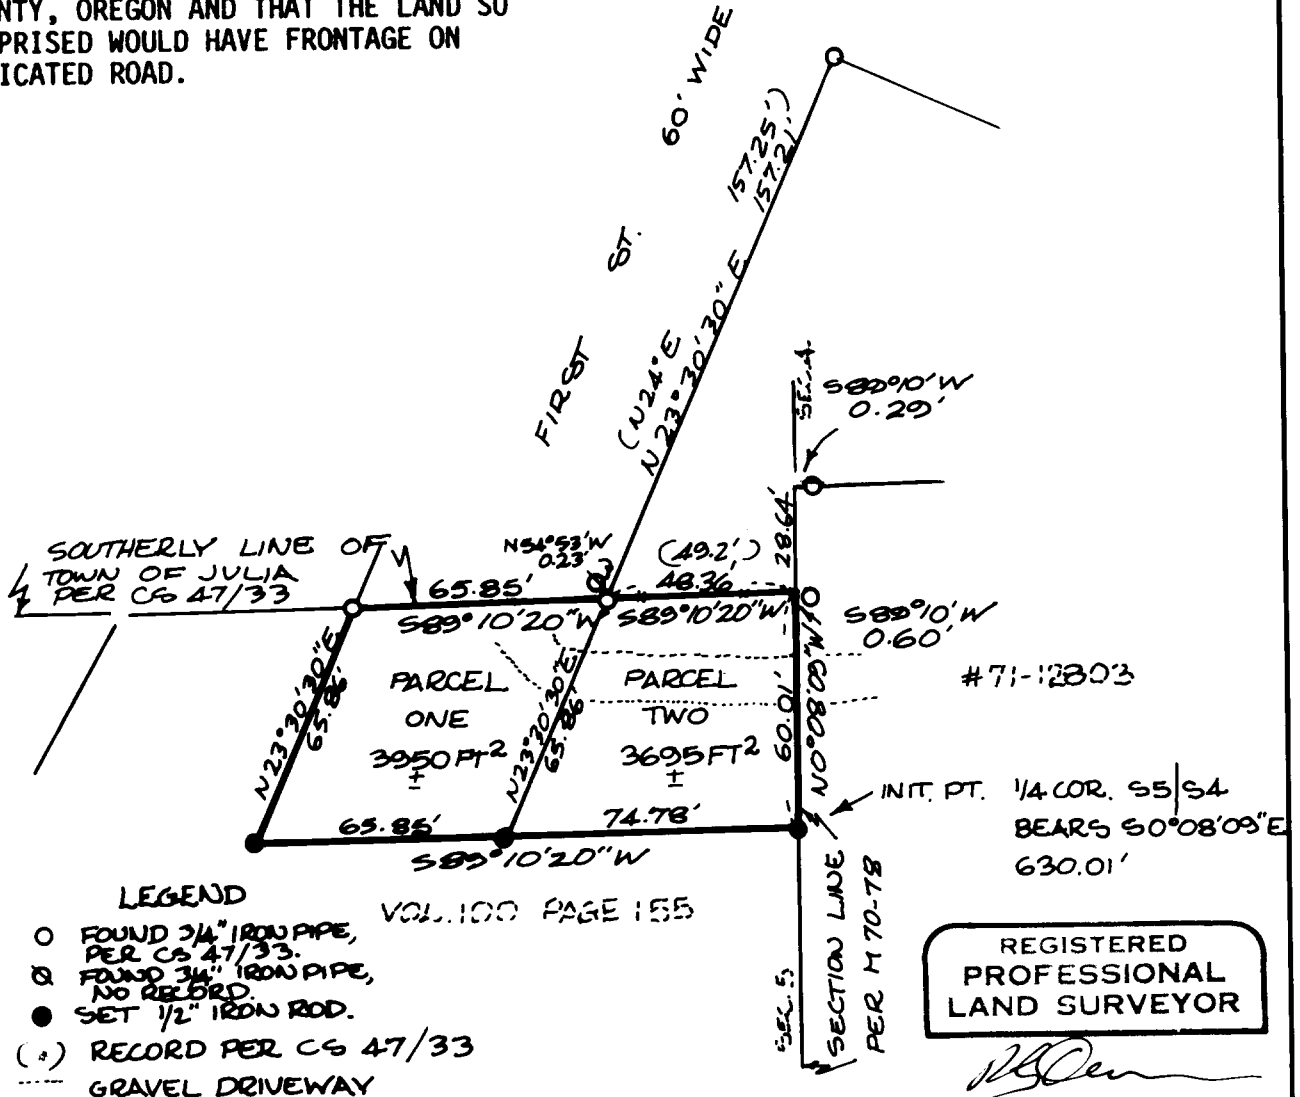 NTY, OREGON AND THAT THE LAND SO
PRISED WOULD HAVE FRONTAGE ON
ICATED ROAD.
60' WIDE
FIRST ST.
157.25')
157.21'
(N24°E
N 23°30'30" E
SEC. 4
S89°10'W
0.29'
28.64'
SOUTHERLY LINE OF
TOWN OF JULIA
PER CS 47/33
N54°53'W
0.23'
65.85'
(49.2')
48.36
S89°10'20"W
S89°10'20"W
S89°10'W
0.60'
#71-12803
N23°30'30"E
65.86'
PARCEL
ONE
3950 FT²
±
N23°30'30"E
65.86'
PARCEL
TWO
3695 FT²
±
60.01'
N0°08'09"W
65.85'
74.78'
S89°10'20"W
INIT. PT.
1/4 COR. S5|S4
BEARS S0°08'09"E
630.01'
VOL. 100 PAGE 155
SEC. 5
SECTION LINE
PER M 70-78
LEGEND
FOUND 3/4" IRON PIPE,
PER CS 47/33.
FOUND 3/4" IRON PIPE,
NO RECORD.
SET 1/2" IRON ROD.
( ) RECORD PER CS 47/33
GRAVEL DRIVEWAY
REGISTERED
PROFESSIONAL
LAND SURVEYOR